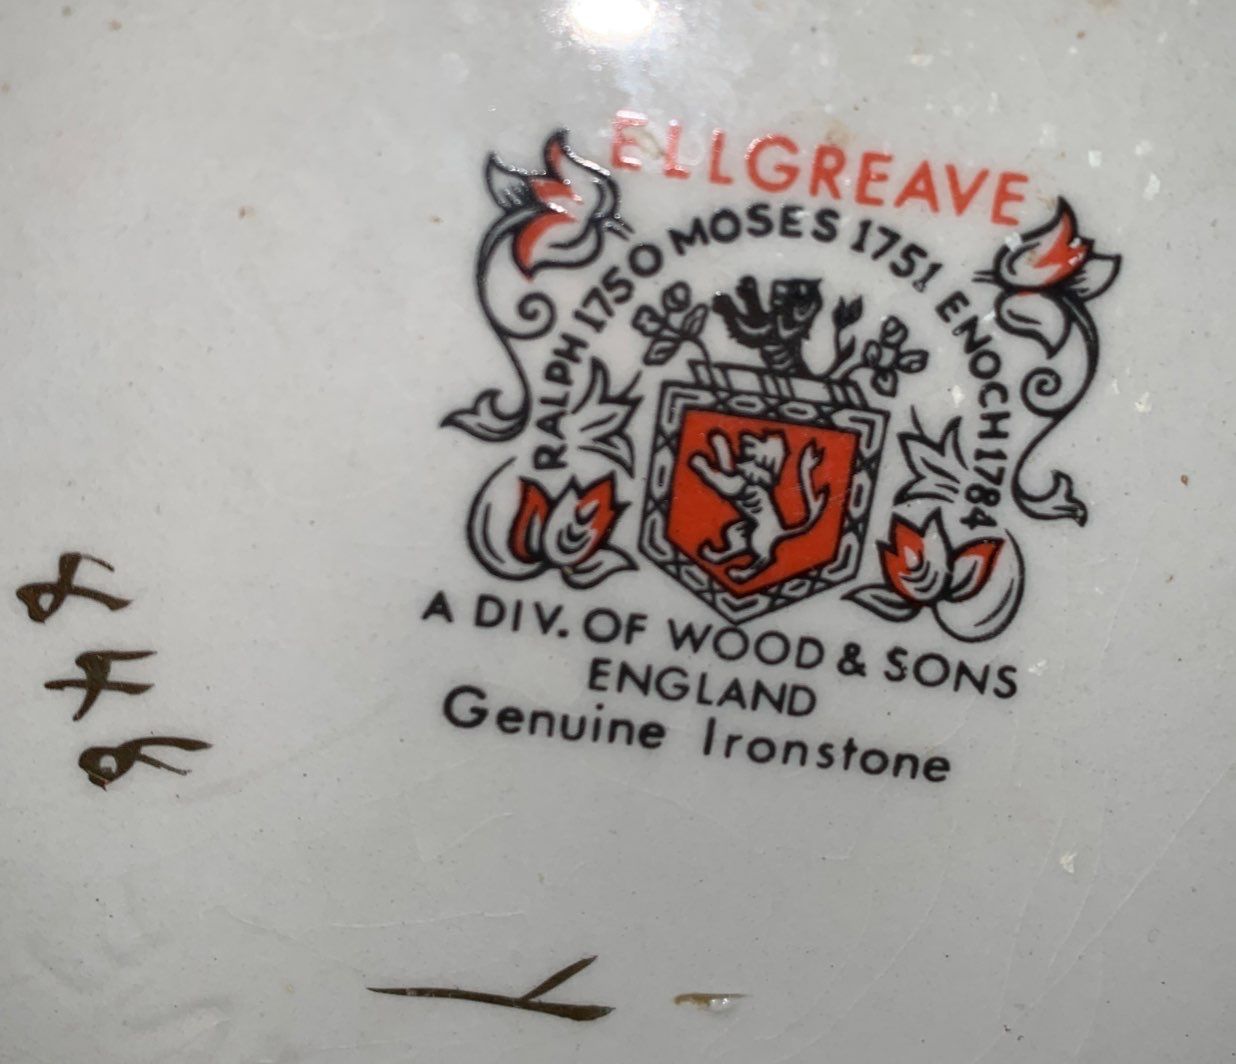 ELLGREAVE
RALPH 1750 MOSES 1751 ENOCH 1784
A DIV. OF WOOD & SONS
ENGLAND
Genuine Ironstone